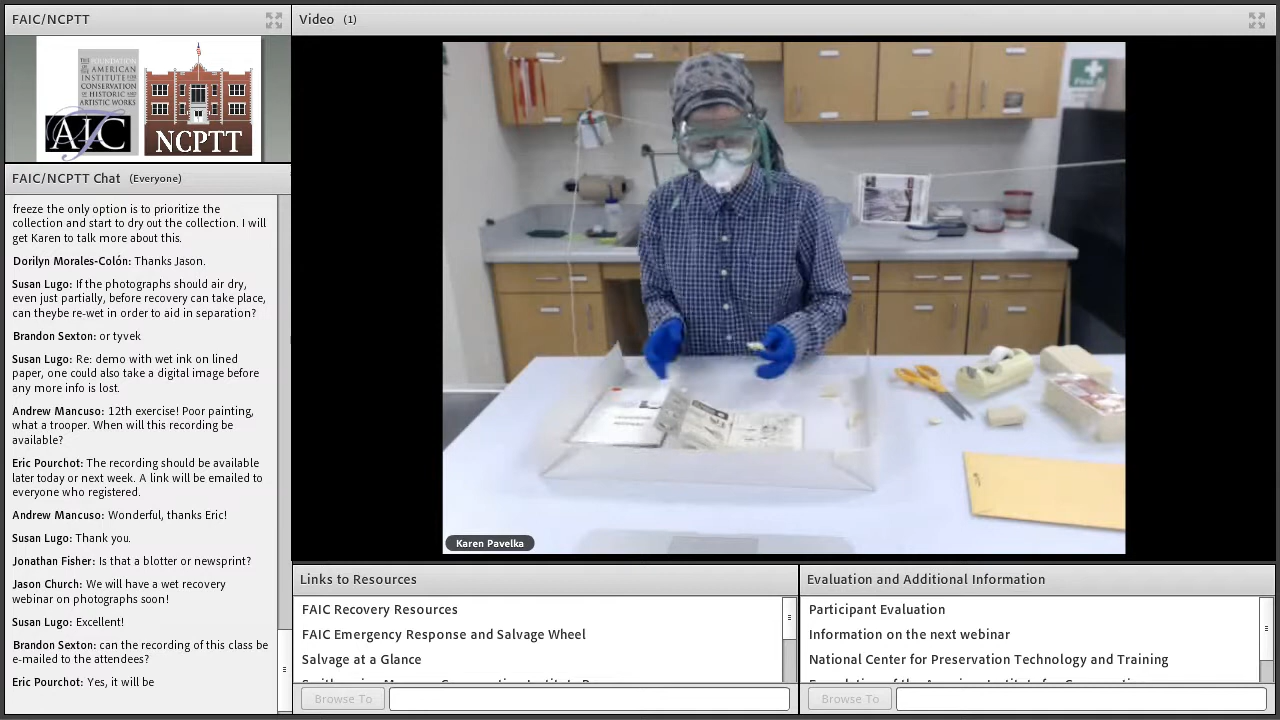 FAIC/NCPTT
THE FOUNDATION
OF THE AMERICAN
INSTITUTE FOR
CONSERVATION
OF HISTORIC AND
ARTISTIC WORKS
AIC
NCPTT
FAIC/NCPTT Chat (Everyone)
freeze the only option is to prioritize the
collection and start to dry out the collection. I will
get Karen to talk more about this.
Dorilyn Morales-Colón: Thanks Jason.
Susan Lugo: If the photographs should air dry,
even just partially, before recovery can take place,
can theybe re-wet in order to aid in separation?
Brandon Sexton: or tyvek
Susan Lugo: Re: demo with wet ink on lined
paper, one could also take a digital image before
any more info is lost.
Andrew Mancuso: 12th exercise! Poor painting,
what a trooper. When will this recording be
available?
Eric Pourchot: The recording should be available
later today or next week. A link will be emailed to
everyone who registered.
Andrew Mancuso: Wonderful, thanks Eric!
Susan Lugo: Thank you.
Jonathan Fisher: Is that a blotter or newsprint?
Jason Church: We will have a wet recovery
webinar on photographs soon!
Susan Lugo: Excellent!
Brandon Sexton: can the recording of this class be
e-mailed to the attendees?
Eric Pourchot: Yes, it will be
Video (1)
First
Karen Pavelka
Links to Resources
FAIC Recovery Resources
FAIC Emergency Response and Salvage Wheel
Salvage at a Glance
Browse To
Evaluation and Additional Information
Participant Evaluation
Information on the next webinar
National Center for Preservation Technology and Training
Browse To